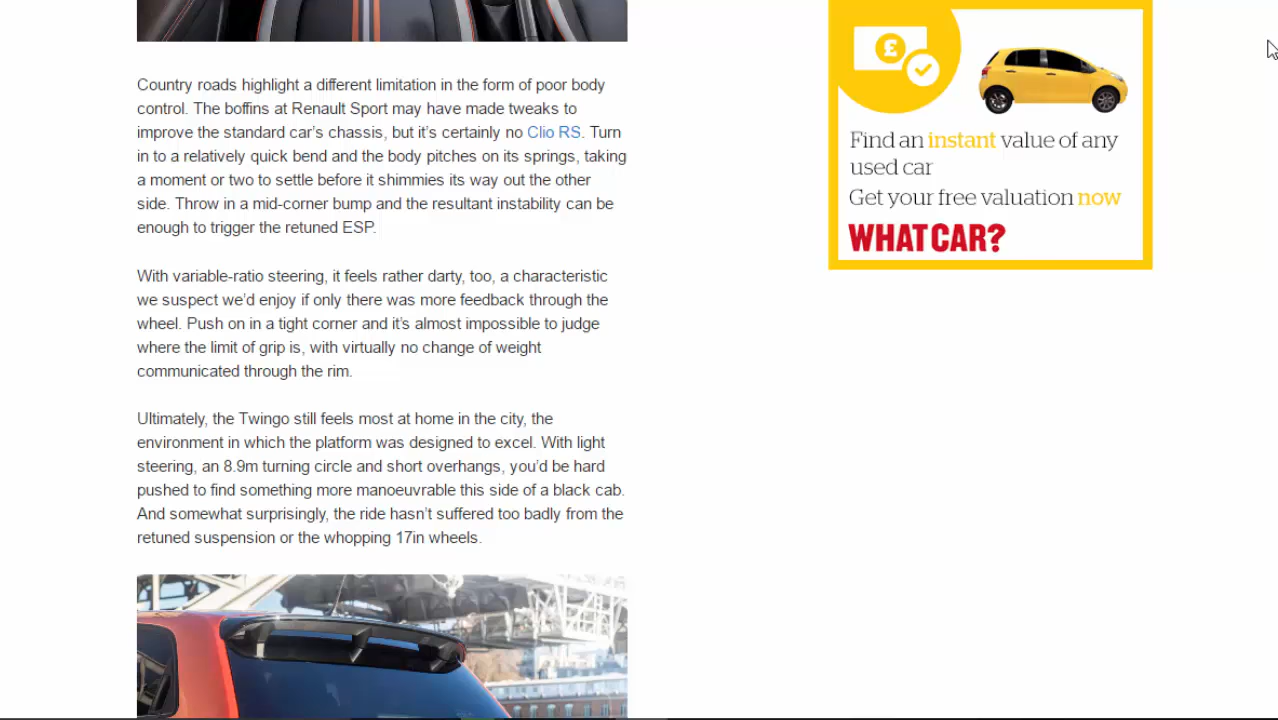 Country roads highlight a different limitation in the form of poor body
control. The boffins at Renault Sport may have made tweaks to
improve the standard car’s chassis, but it’s certainly no Clio RS. Turn
in to a relatively quick bend and the body pitches on its springs, taking
a moment or two to settle before it shimmies its way out the other
side. Throw in a mid-corner bump and the resultant instability can be
enough to trigger the retuned ESP.
With variable-ratio steering, it feels rather darty, too, a characteristic
we suspect we’d enjoy if only there was more feedback through the
wheel. Push on in a tight corner and it’s almost impossible to judge
where the limit of grip is, with virtually no change of weight
communicated through the rim.
Ultimately, the Twingo still feels most at home in the city, the
environment in which the platform was designed to excel. With light
steering, an 8.9m turning circle and short overhangs, you’d be hard
pushed to find something more manoeuvrable this side of a black cab.
And somewhat surprisingly, the ride hasn’t suffered too badly from the
retuned suspension or the whopping 17in wheels.
£
Find an instant value of any
used car
Get your free valuation now
WHAT CAR?